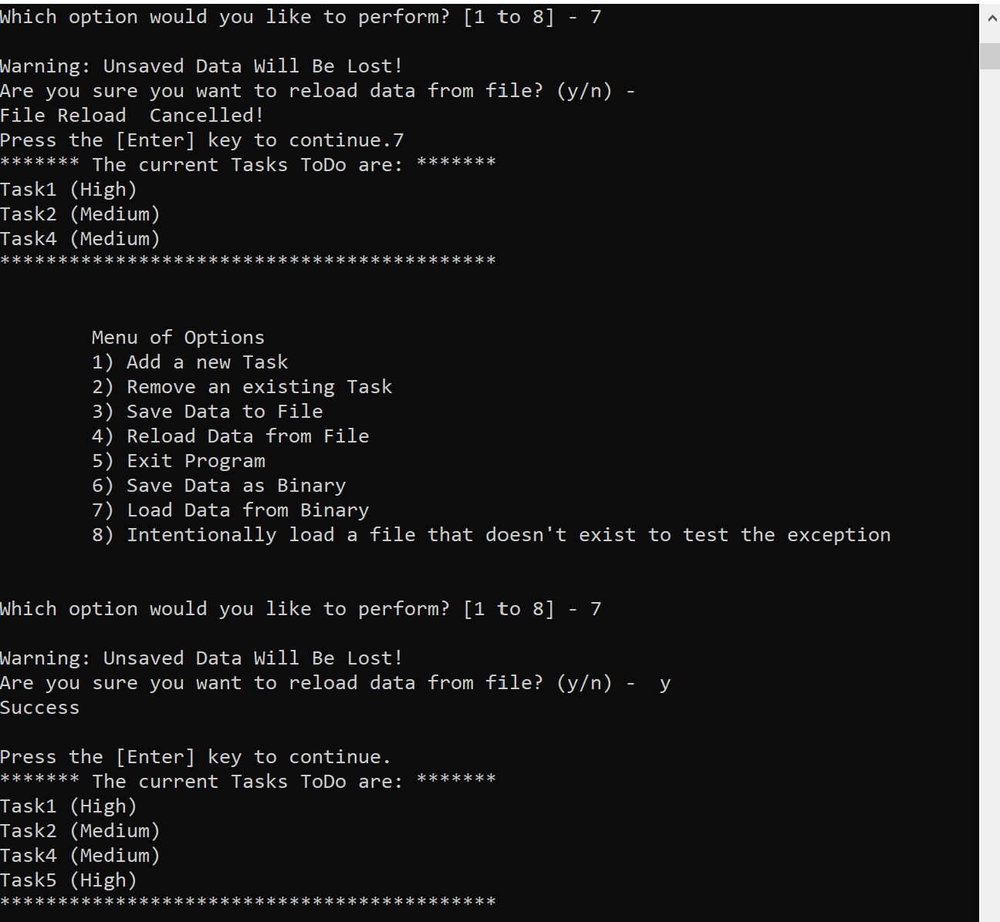 Which option would you like to perform? [1 to 8] - 7
Warning: Unsaved Data Will Be Lost!
Are you sure you want to reload data from file? (y/n) -
File Reload  Cancelled!
Press the [Enter] key to continue.7
******* The current Tasks ToDo are: *******
Task1 (High)
Task2 (Medium)
Task4 (Medium)
*******************************************
Menu of Options
1) Add a new Task
2) Remove an existing Task
3) Save Data to File
4) Reload Data from File
5) Exit Program
6) Save Data as Binary
7) Load Data from Binary
8) Intentionally load a file that doesn't exist to test the exception
Which option would you like to perform? [1 to 8] - 7
Warning: Unsaved Data Will Be Lost!
Are you sure you want to reload data from file? (y/n) -  y
Success
Press the [Enter] key to continue.
******* The current Tasks ToDo are: *******
Task1 (High)
Task2 (Medium)
Task4 (Medium)
Task5 (High)
*******************************************